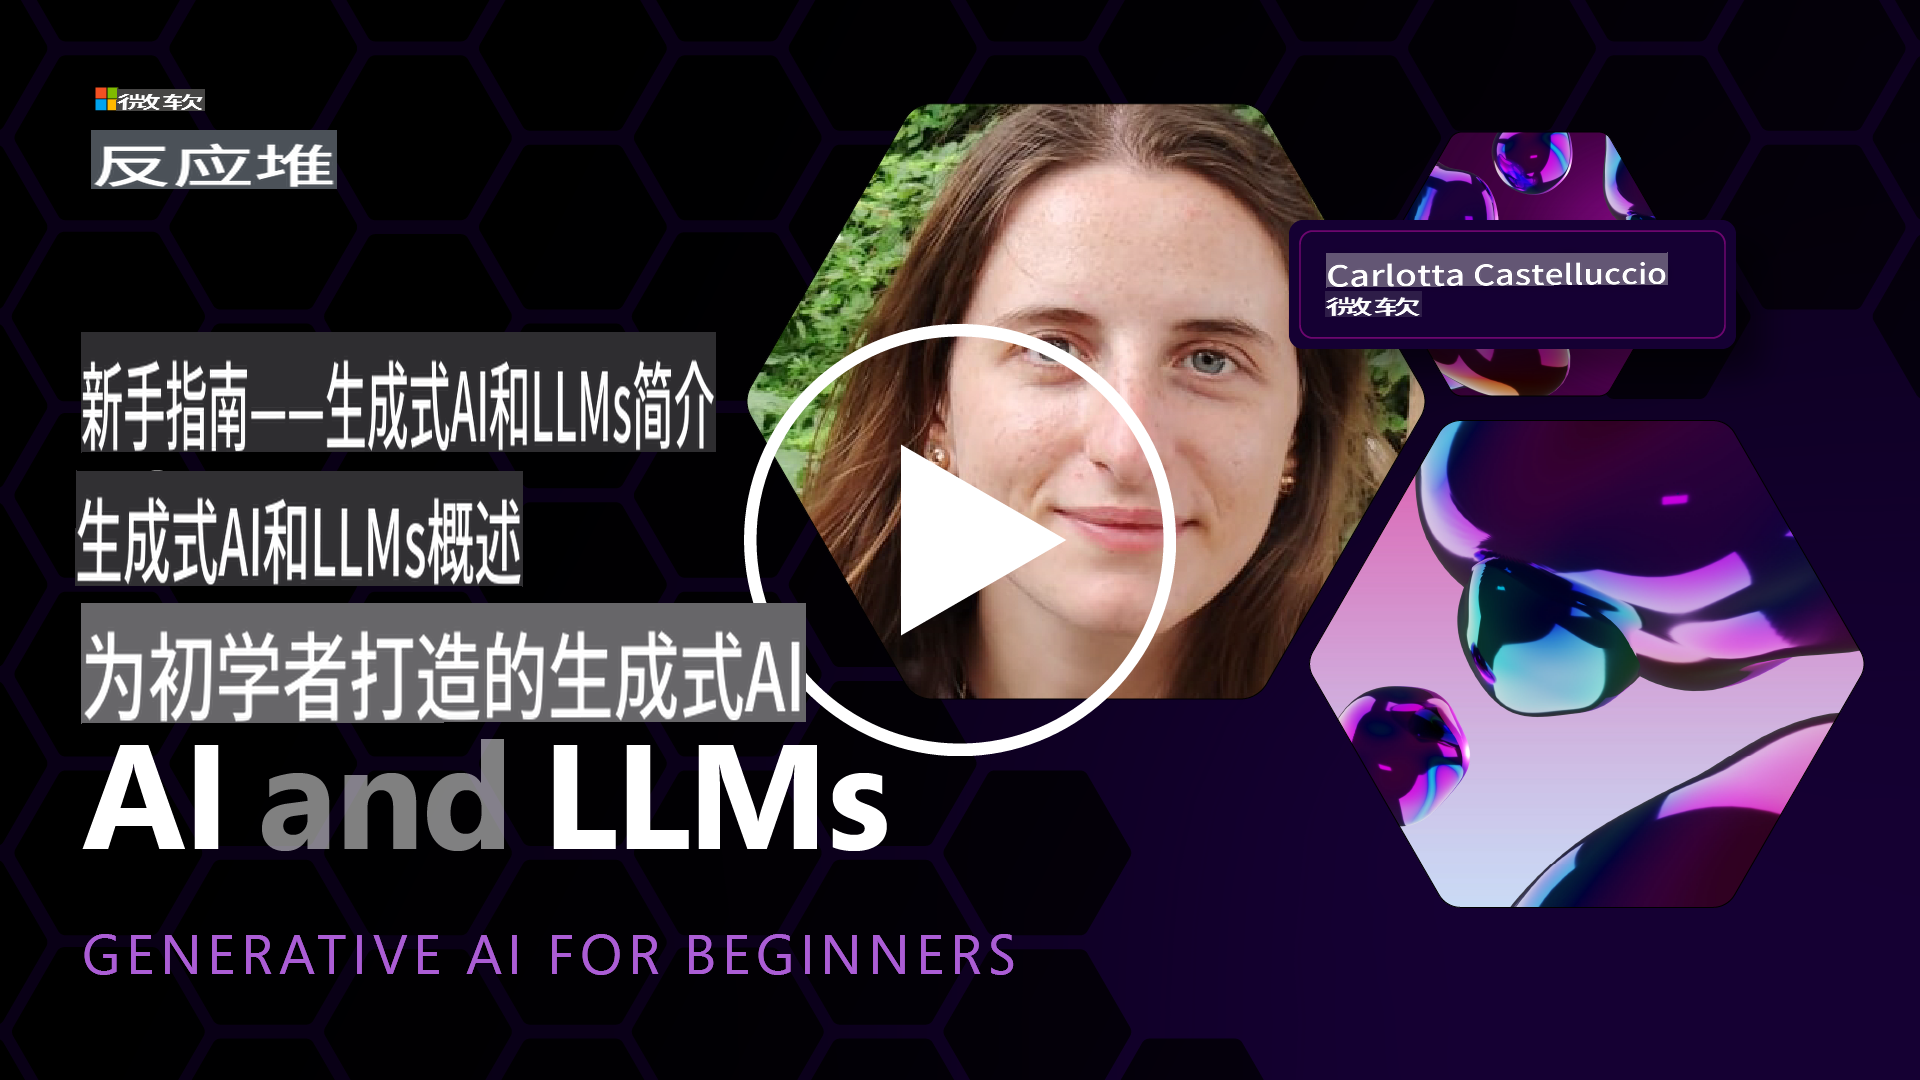 微软
反应堆
Carlotta Castelluccio
微软
新手指南——生成式AI和LLMs简介
生成式AI和LLMs概述
为初学者打造的生成式AI
AI and LLMs
GENERATIVE AI FOR BEGINNERS